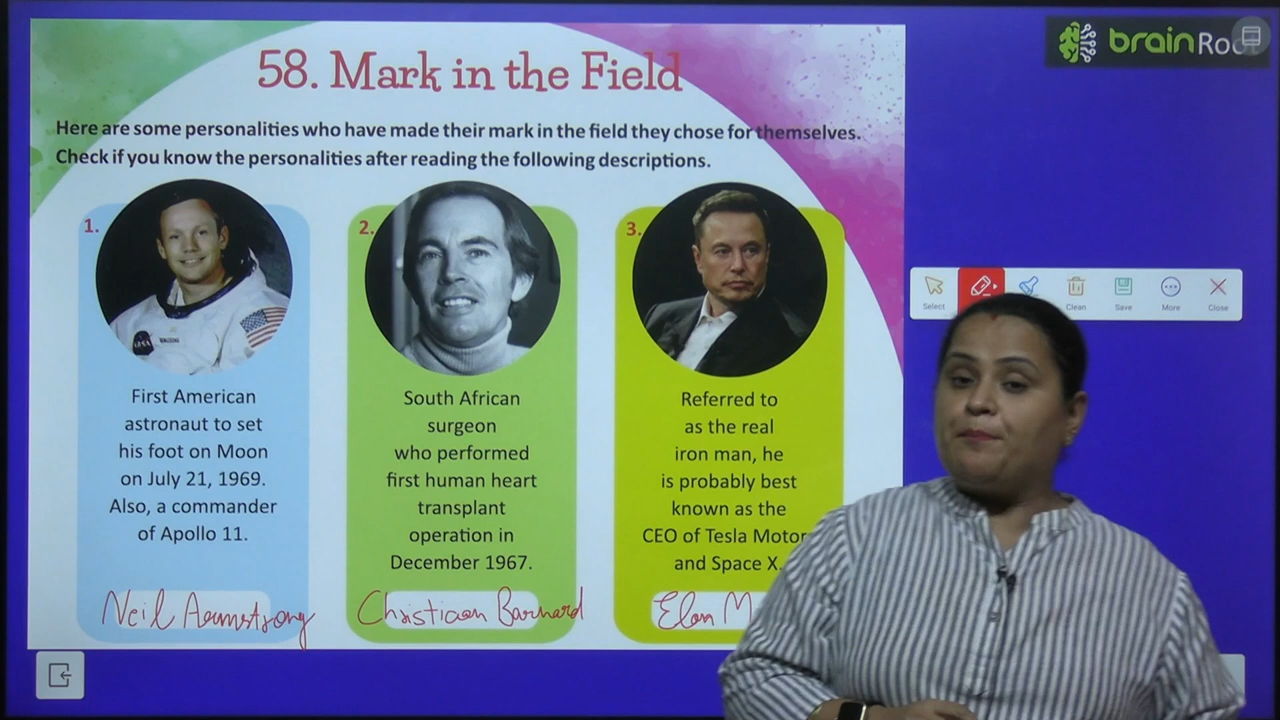 brainRoo
58. Mark in the Field
Here are some personalities who have made their mark in the field they chose for themselves.
Check if you know the personalities after reading the following descriptions.
1.
First American
astronaut to set
his foot on Moon
on July 21, 1969.
Also, a commander
of Apollo 11.
Neil Armstrong
2.
South African
surgeon
who performed
first human heart
transplant
operation in
December 1967.
Christiaan Barnard
3.
Referred to
as the real
iron man, he
is probably best
known as the
CEO of Tesla Motor
and Space X.
Elon M
Select
Clean
Save
More
Close
NASA